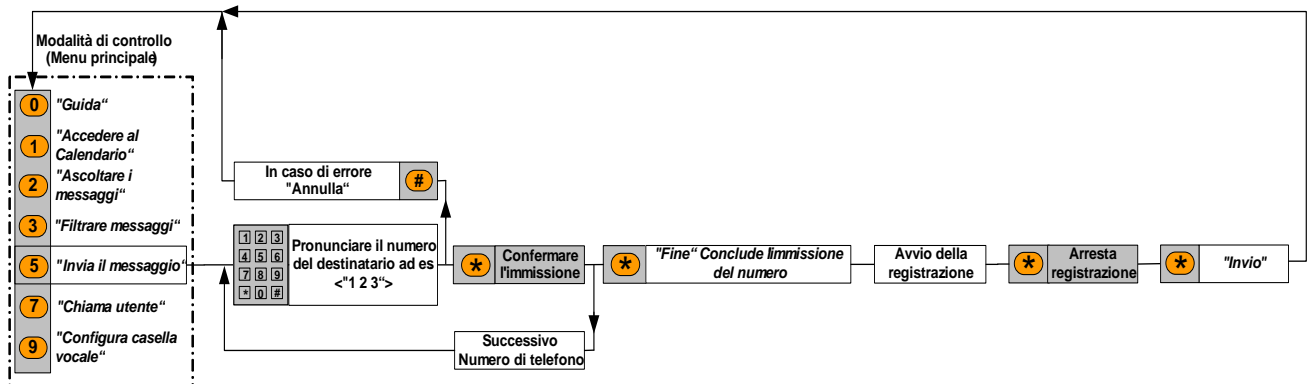 Modalità di controllo
(Menu principale)
0 "Guida“
1 "Accedere al
Calendario“
2 "Ascoltare i
messaggi“
3 "Filtrare messaggi“
5 "Invia il messaggio“
7 "Chiama utente“
9 "Configura casella
vocale“
In caso di errore
"Annulla“
#
1 2 3
4 5 6
7 8 9
* 0 #
Pronunciare il numero
del destinatario ad es
<"1 2 3“>
* Confermare
l'immissione
Successivo
Numero di telefono
* "Fine“ Conclude limmissione
del numero
Avvio della
registrazione
* Arresta
registrazione
* "Invio"